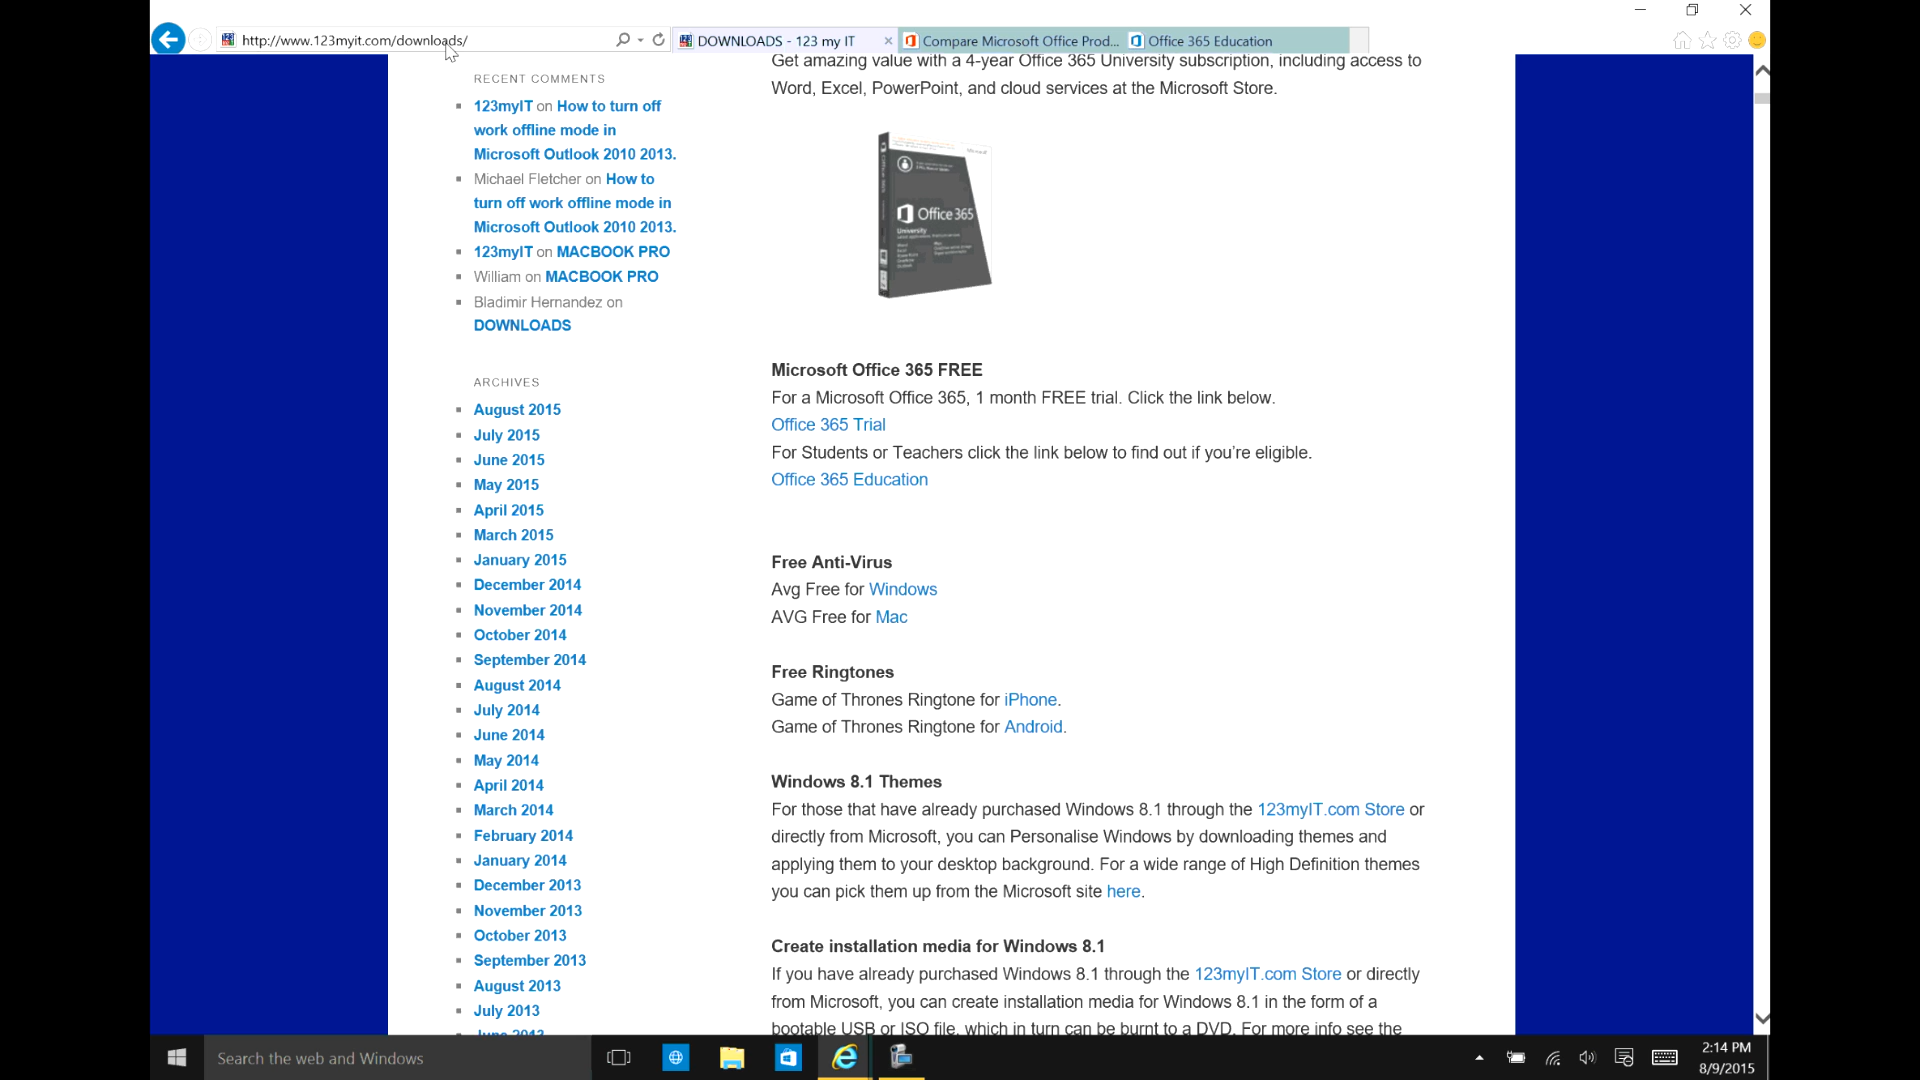 http://www.123myit.com/downloads/
DOWNLOADS - 123 my IT
Compare Microsoft Office Prod...
Office 365 Education
RECENT COMMENTS
123myIT on How to turn off
work offline mode in
Microsoft Outlook 2010 2013.
Michael Fletcher on How to
turn off work offline mode in
Microsoft Outlook 2010 2013.
123myIT on MACBOOK PRO
William on MACBOOK PRO
Bladimir Hernandez on
DOWNLOADS
ARCHIVES
August 2015
July 2015
June 2015
May 2015
April 2015
March 2015
January 2015
December 2014
November 2014
October 2014
September 2014
August 2014
July 2014
June 2014
May 2014
April 2014
March 2014
February 2014
January 2014
December 2013
November 2013
October 2013
September 2013
August 2013
July 2013
June 2013
Get amazing value with a 4-year Office 365 University subscription, including access to
Word, Excel, PowerPoint, and cloud services at the Microsoft Store.
Microsoft
Office 365
University
Microsoft Office 365 FREE
For a Microsoft Office 365, 1 month FREE trial. Click the link below.
Office 365 Trial
For Students or Teachers click the link below to find out if you're eligible.
Office 365 Education
Free Anti-Virus
Avg Free for Windows
AVG Free for Mac
Free Ringtones
Game of Thrones Ringtone for iPhone.
Game of Thrones Ringtone for Android.
Windows 8.1 Themes
For those that have already purchased Windows 8.1 through the 123myIT.com Store or
directly from Microsoft, you can Personalise Windows by downloading themes and
applying them to your desktop background. For a wide range of High Definition themes
you can pick them up from the Microsoft site here.
Create installation media for Windows 8.1
If you have already purchased Windows 8.1 through the 123myIT.com Store or directly
from Microsoft, you can create installation media for Windows 8.1 in the form of a
bootable USB or ISO file, which in turn can be burnt to a DVD. For more info see the
Search the web and Windows
2:14 PM
8/9/2015